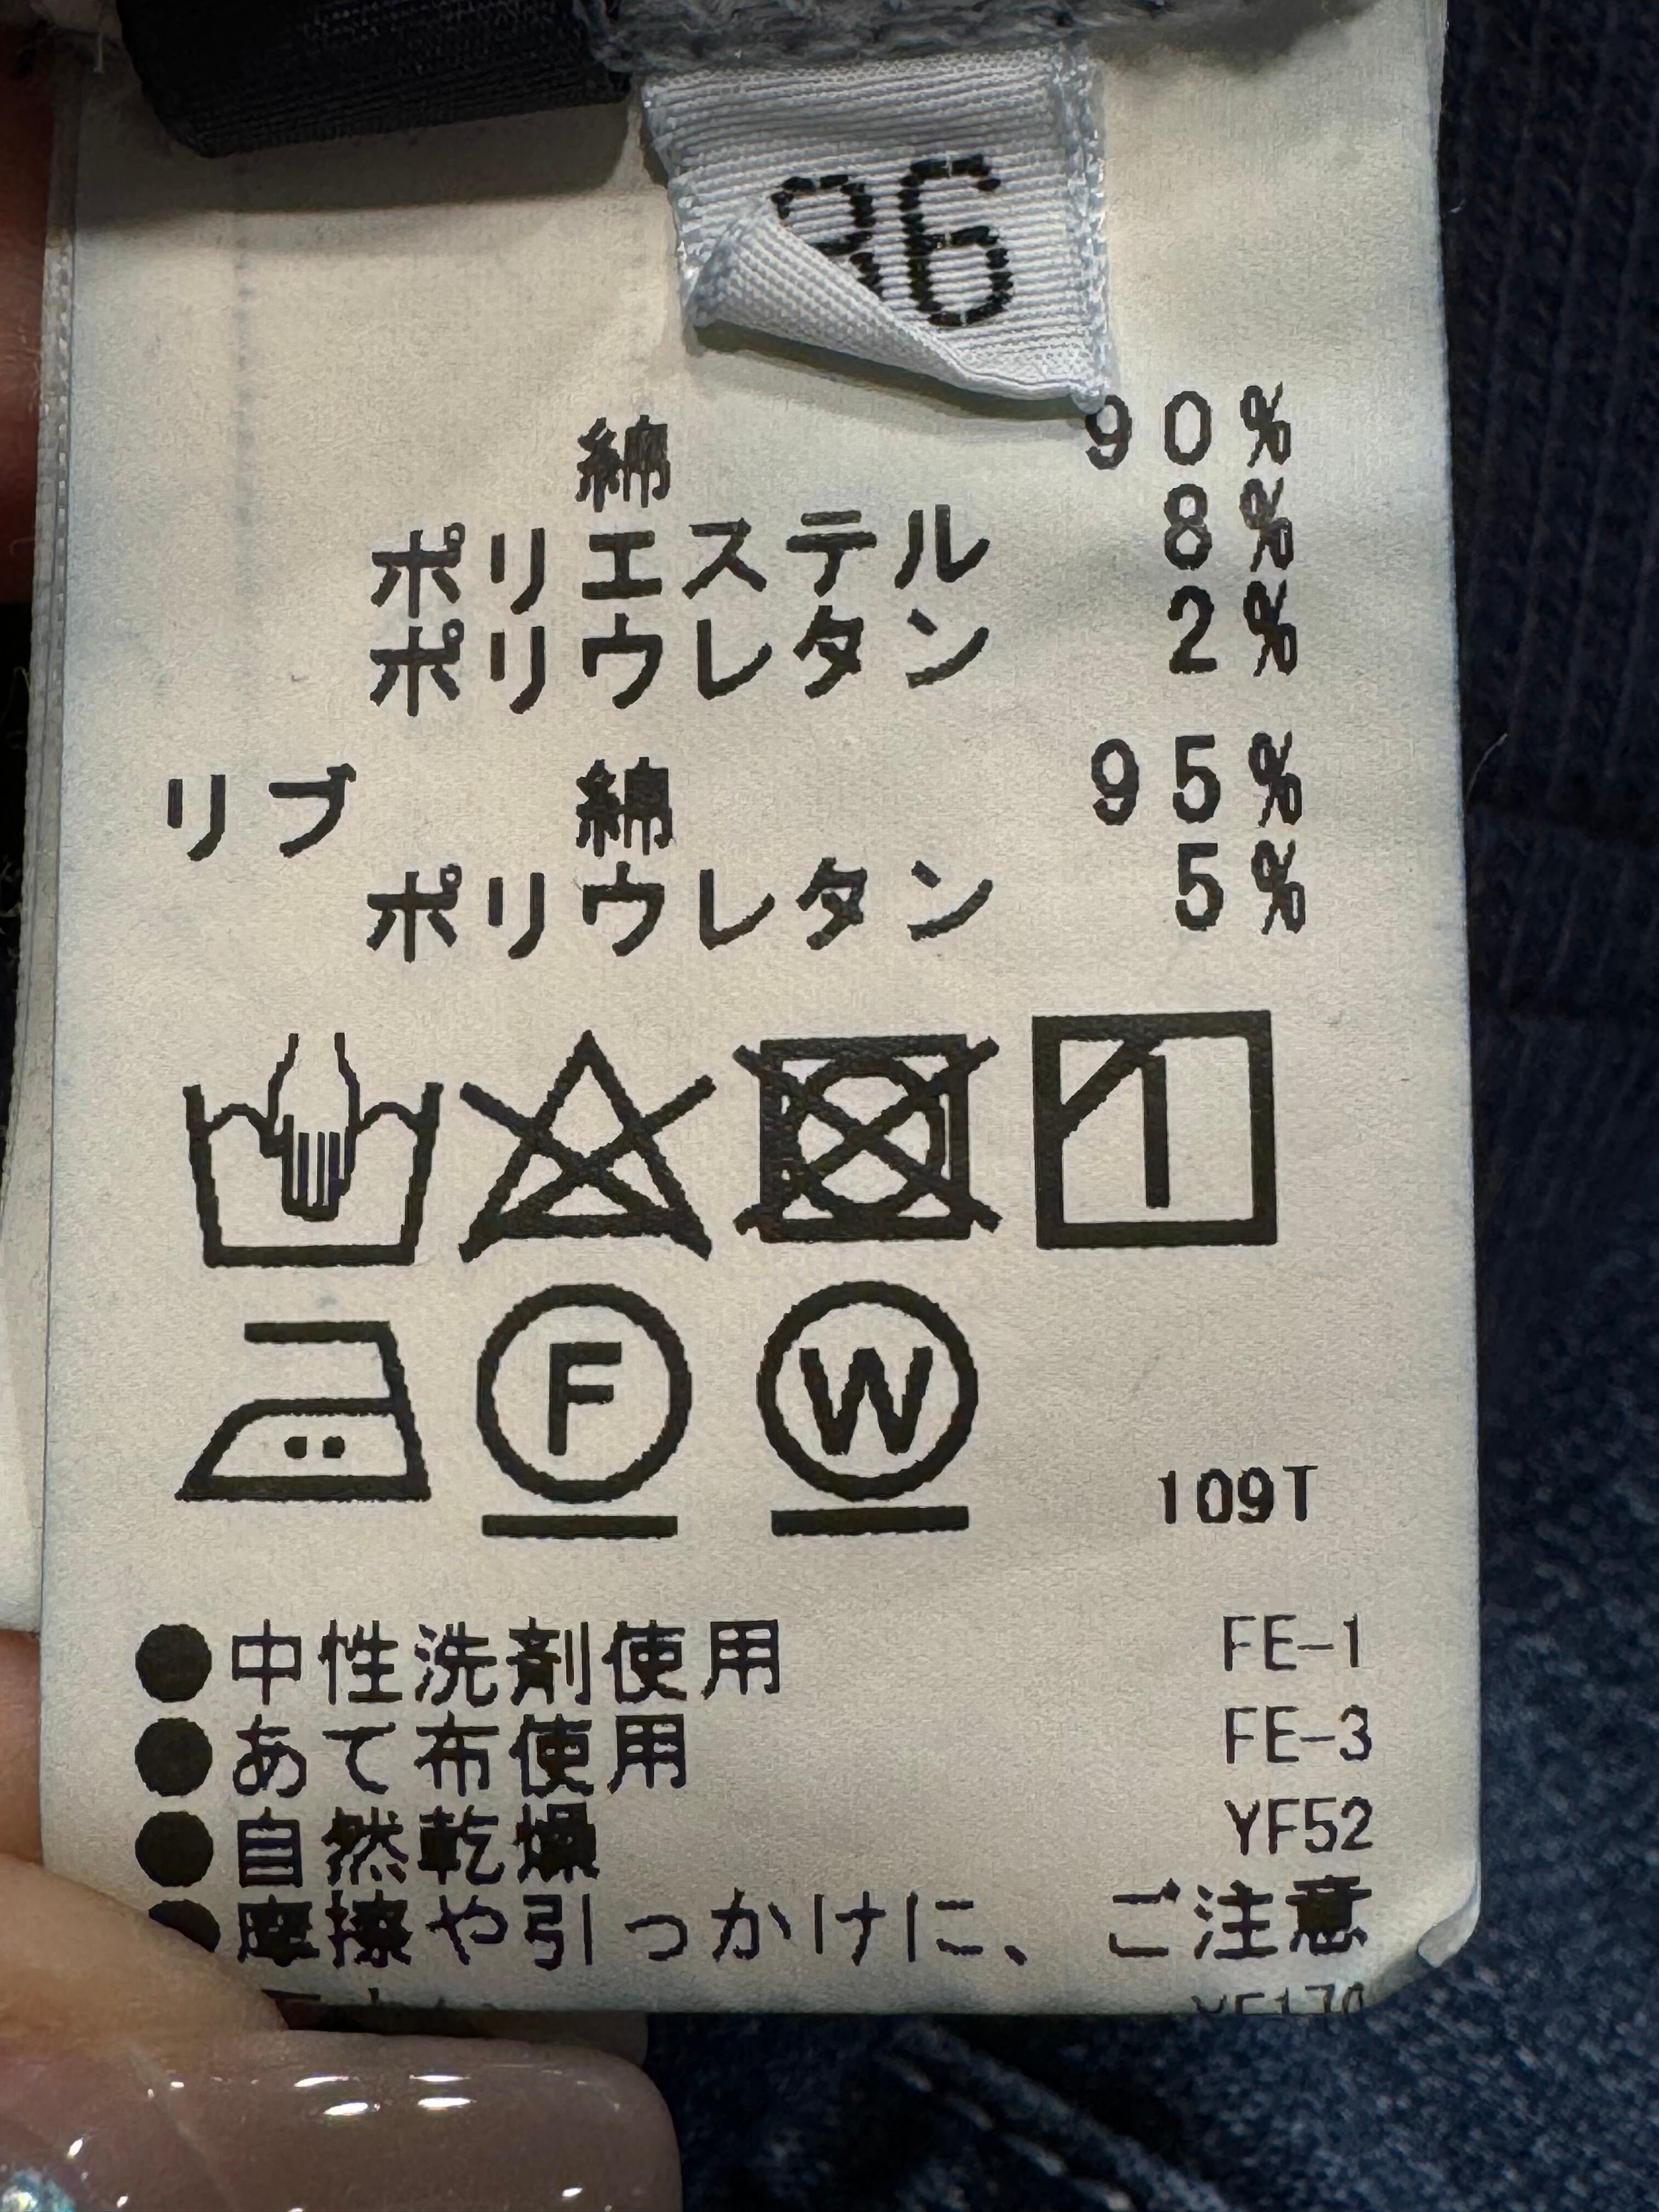 36
綿 90%
ポリエステル 8%
ポリウレタン 2%
リブ 綿 95%
ポリウレタン 5%
F W
109T
●中性洗剤使用 FE-1
●あて布使用 FE-3
●自然乾燥 YF52
●摩擦や引っかけに、ご注意